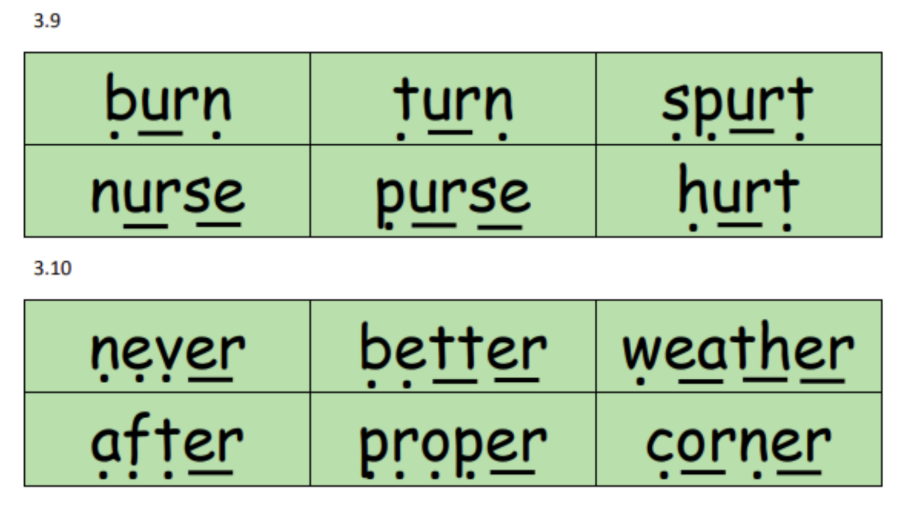 3.9
burn turn spurt
nurse purse hurt
3.10
never better weather
after proper corner